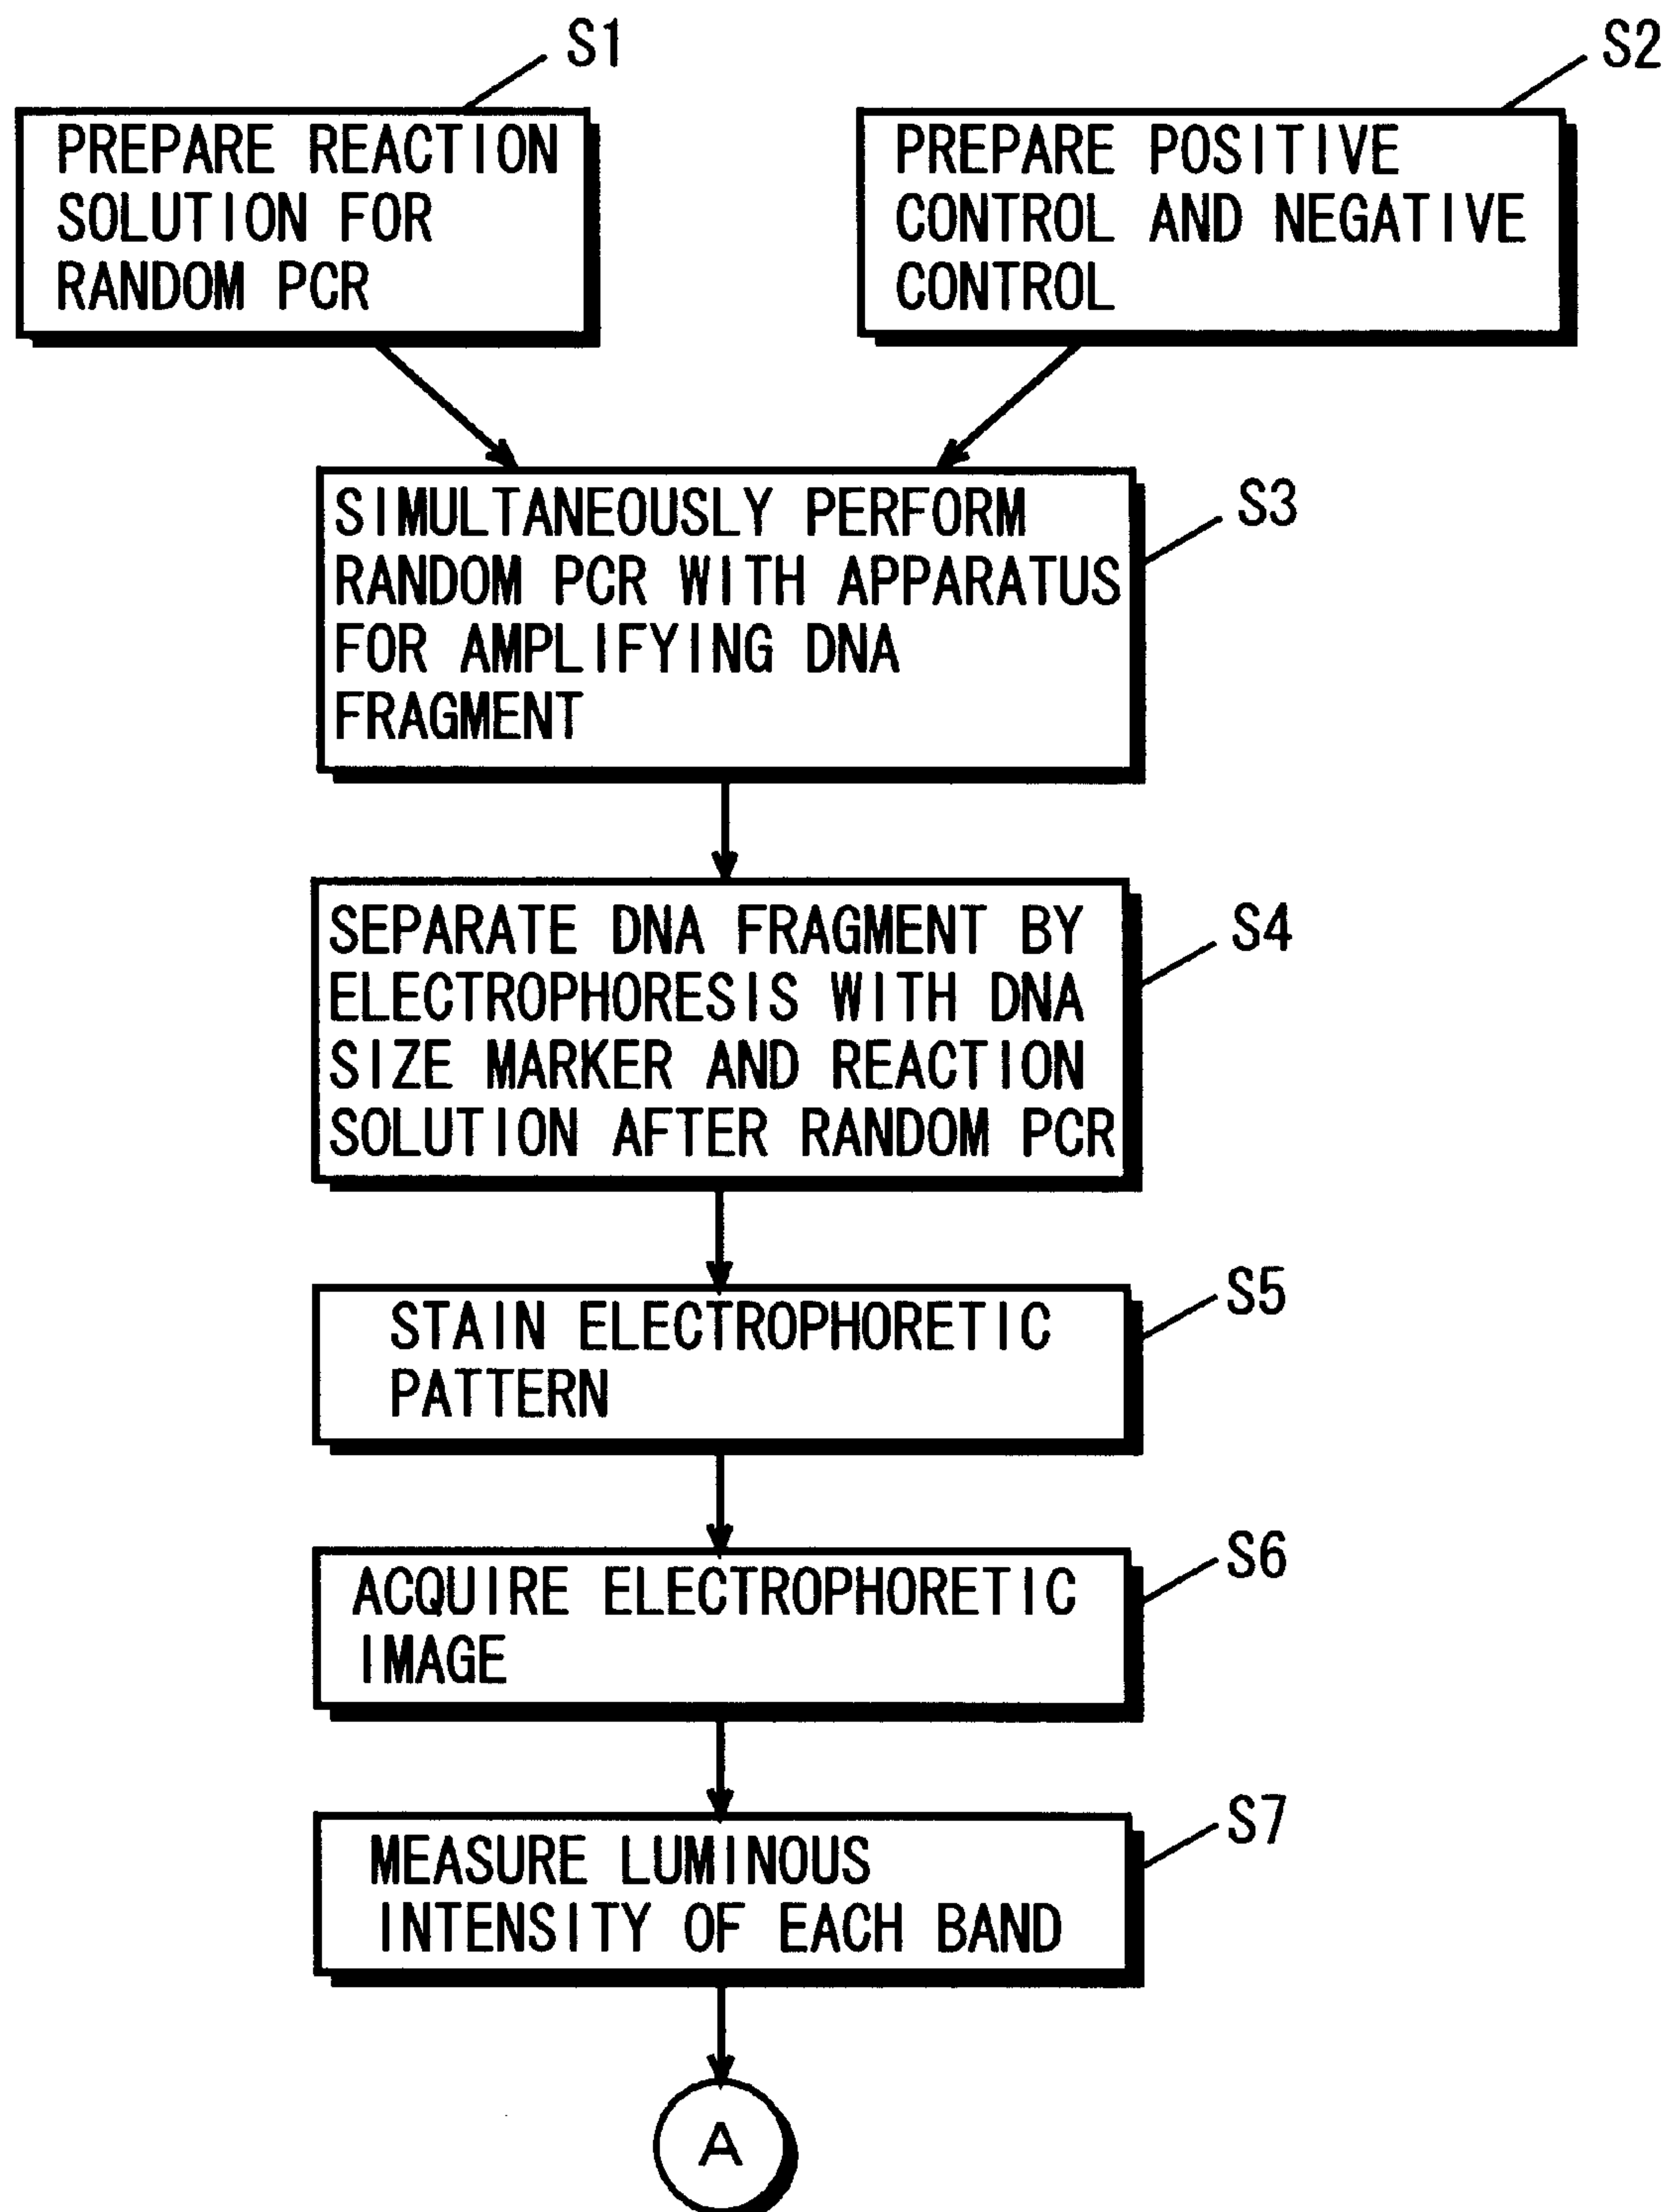 S1
PREPARE REACTION
SOLUTION FOR
RANDOM PCR
S2
PREPARE POSITIVE
CONTROL AND NEGATIVE
CONTROL
S3
SIMULTANEOUSLY PERFORM
RANDOM PCR WITH APPARATUS
FOR AMPLIFYING DNA
FRAGMENT
S4
SEPARATE DNA FRAGMENT BY
ELECTROPHORESIS WITH DNA
SIZE MARKER AND REACTION
SOLUTION AFTER RANDOM PCR
S5
STAIN ELECTROPHORETIC
PATTERN
S6
ACQUIRE ELECTROPHORETIC
IMAGE
S7
MEASURE LUMINOUS
INTENSITY OF EACH BAND
A